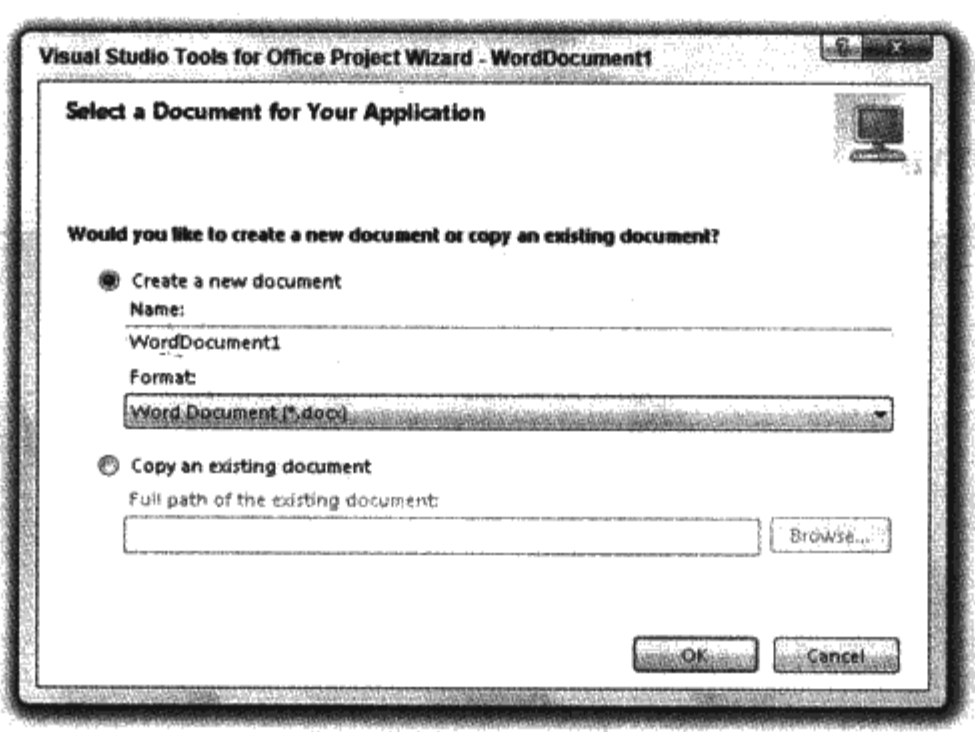 Visual Studio Tools for Office Project Wizard - WordDocument1
Select a Document for Your Application
Would you like to create a new document or copy an existing document?
Create a new document
Name:
WordDocument1
Format:
Word Document (*.docx)
Copy an existing document
Full path of the existing document:
Browse...
OK Cancel